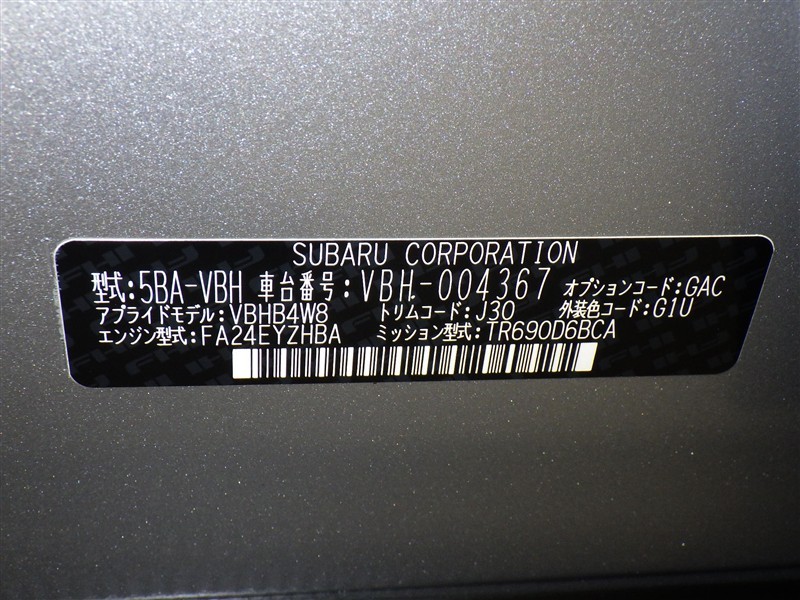 SUBARU CORPORATION
型式:5BA-VBH 車台番号:VBH-004367 オプションコード:GAC
アプライドモデル:VBHB4W8 トリムコード:J30 外装色コード:G1U
エンジン型式:FA24EYZHBA ミッション型式:TR690D6BCA